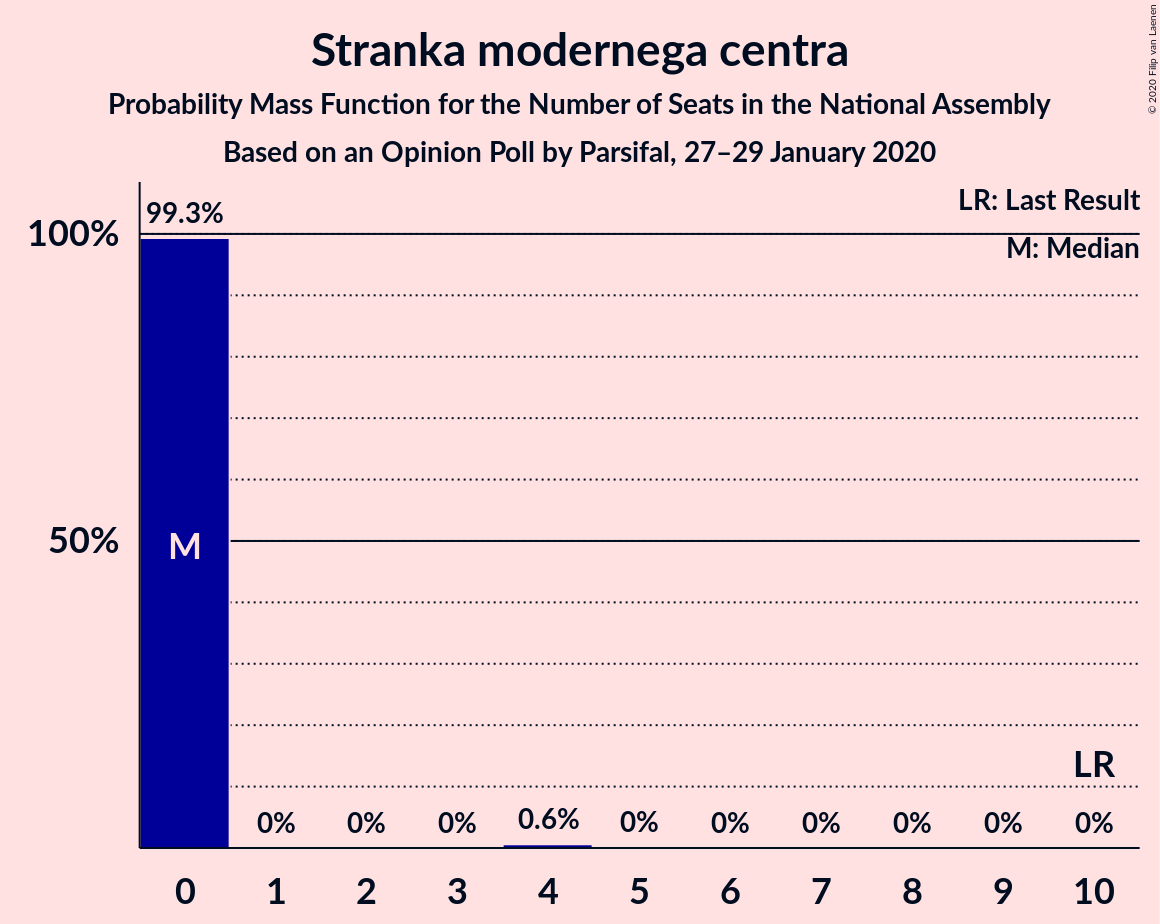 Stranka modernega centra
Probability Mass Function for the Number of Seats in the National Assembly
Based on an Opinion Poll by Parsifal, 27–29 January 2020
© 2020 Filip van Laenen
LR: Last Result
M: Median
99.3%
100%
50%
M
LR
0% 0% 0% 0.6% 0% 0% 0% 0% 0% 0%
0 1 2 3 4 5 6 7 8 9 10